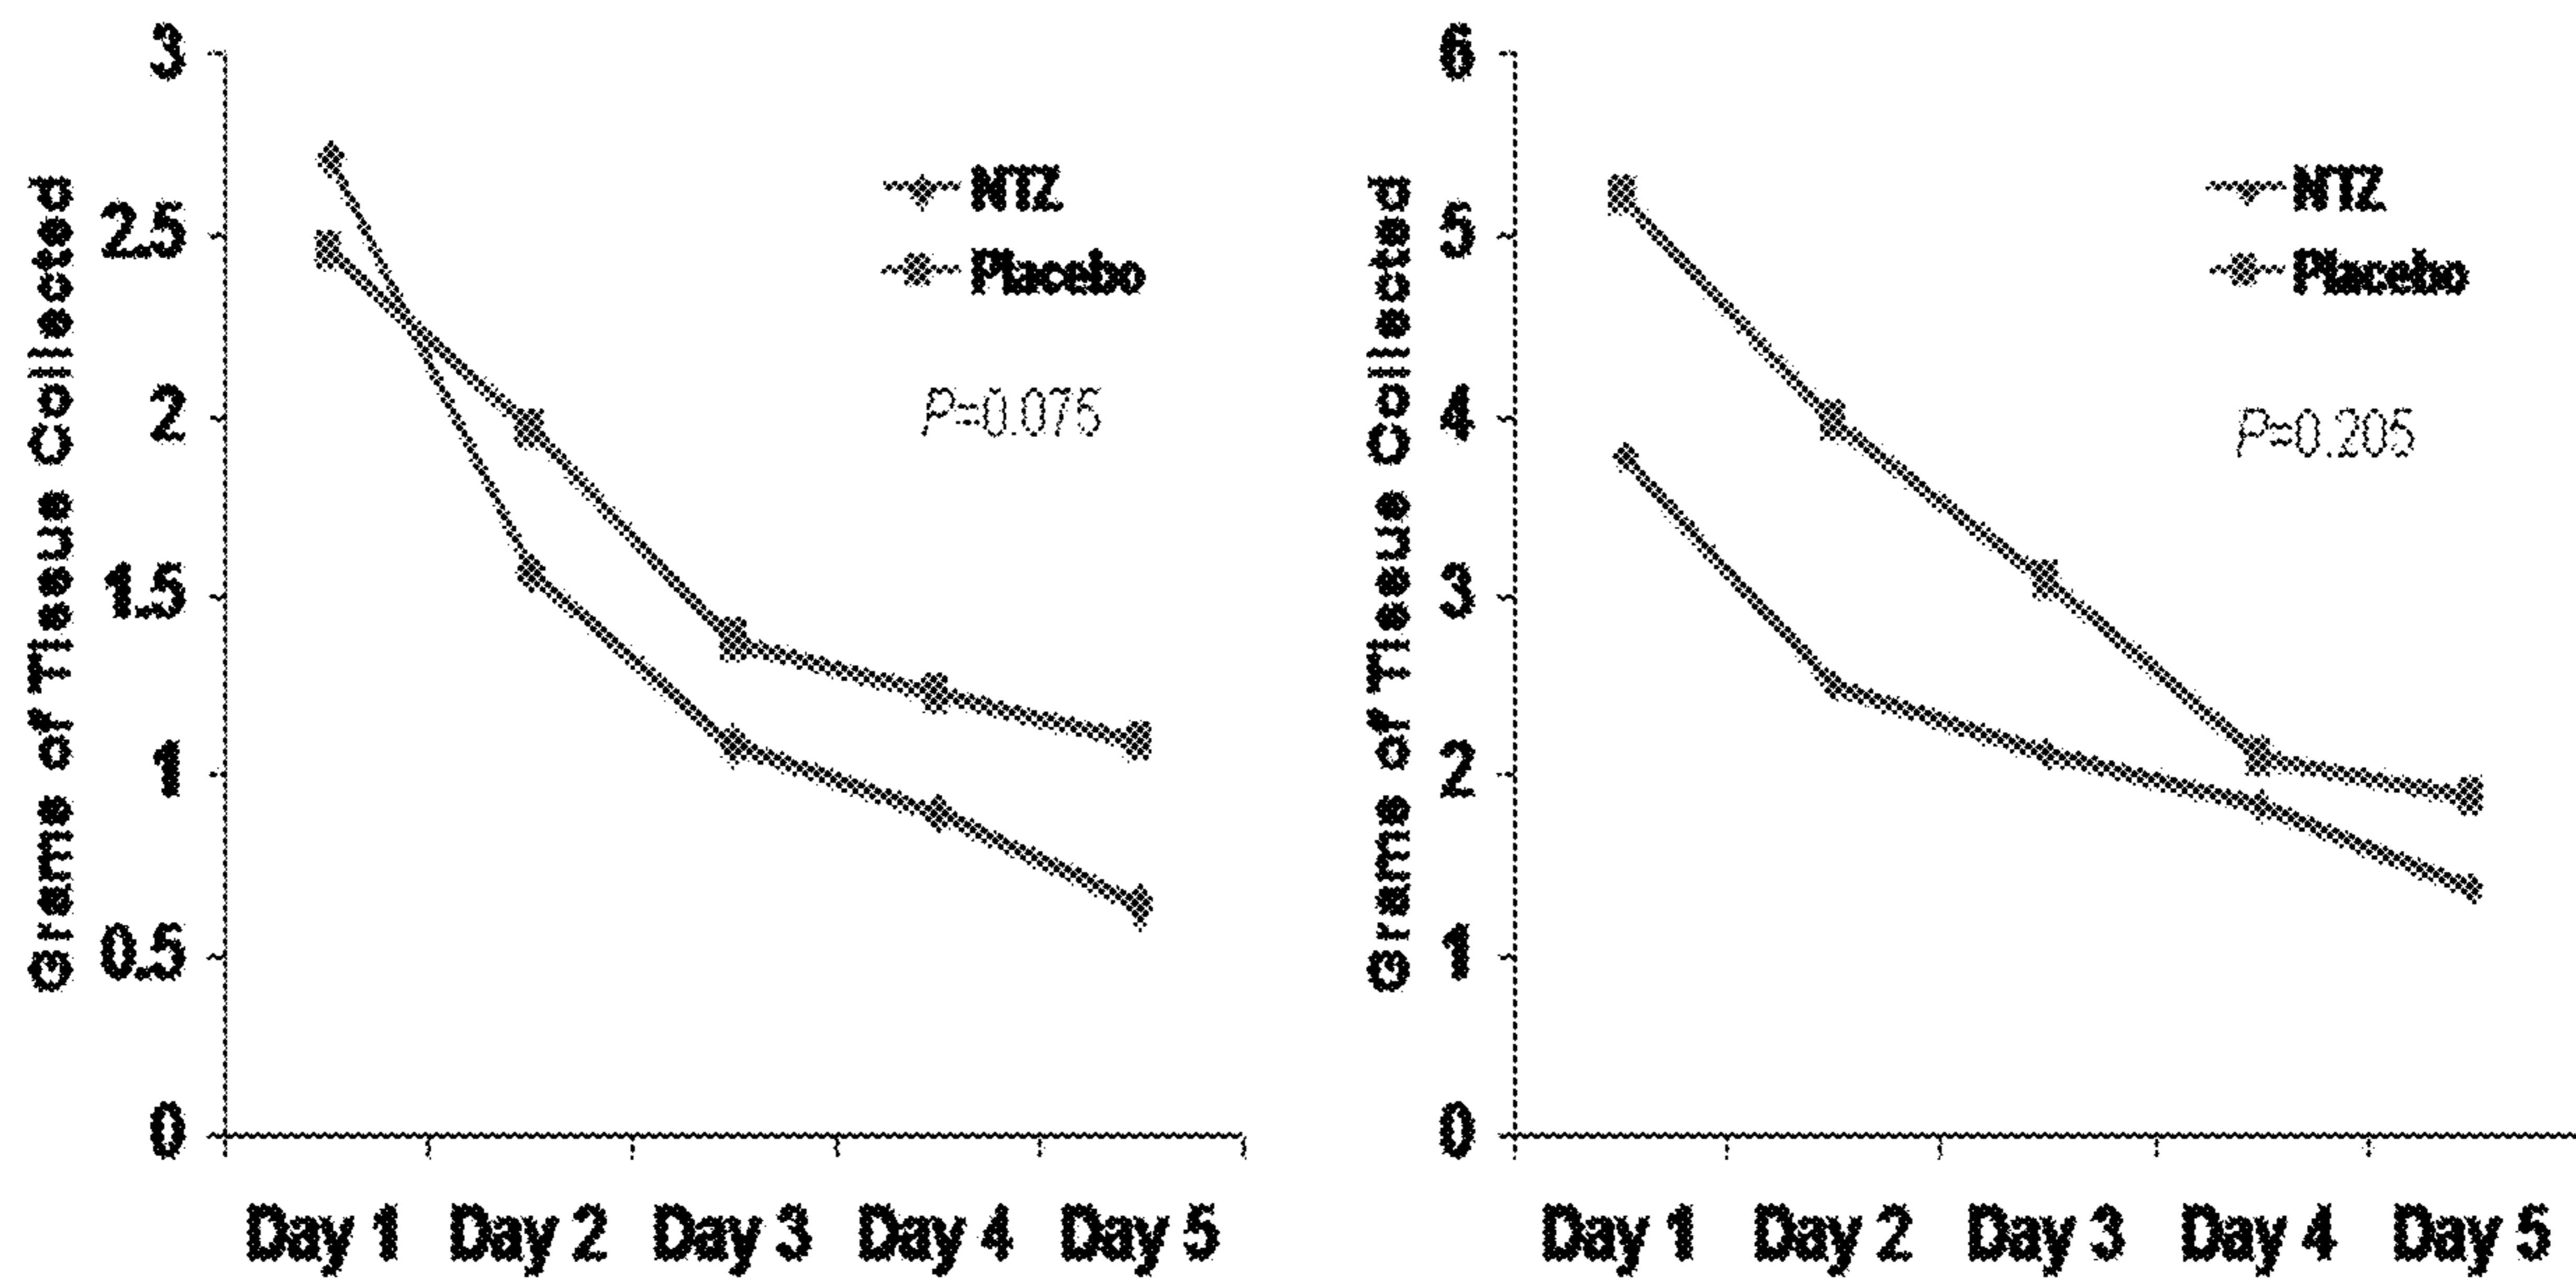 Grams of Tissue Collected
3
2.5
2
1.5
1
0.5
0
NTZ
Placebo
P=0.075
Day 1 Day 2 Day 3 Day 4 Day 5
Grams of Tissue Collected
6
5
4
3
2
1
0
NTZ
Placebo
P=0.205
Day 1 Day 2 Day 3 Day 4 Day 5